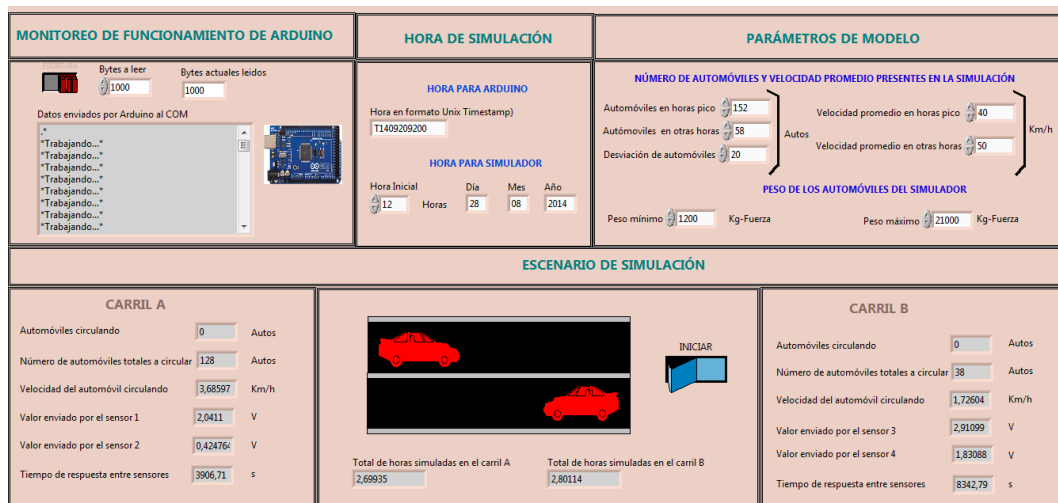 MONITOREO DE FUNCIONAMIENTO DE ARDUINO
ESCRITURA
Bytes a leer
1000
Bytes actuales leidos
1000
Datos enviados por Arduino al COM
.*
*Trabajando...*
*Trabajando...*
*Trabajando...*
*Trabajando...*
*Trabajando...*
*Trabajando...*
*Trabajando...*
HORA DE SIMULACIÓN
HORA PARA ARDUINO
Hora en formato Unix Timestamp)
T1409209200
HORA PARA SIMULADOR
Hora Inicial Día Mes Año
12 Horas 28 08 2014
PARÁMETROS DE MODELO
NÚMERO DE AUTOMÓVILES Y VELOCIDAD PROMEDIO PRESENTES EN LA SIMULACIÓN
Automóviles en horas pico 152
Autómoviles en otras horas 58
Desviación de automóviles 20
Autos
Velocidad promedio en horas pico 40
Velocidad promedio en otras horas 50
Km/h
PESO DE LOS AUTOMÓVILES DEL SIMULADOR
Peso mínimo 1200 Kg-Fuerza
Peso máximo 21000 Kg-Fuerza
ESCENARIO DE SIMULACIÓN
CARRIL A
Automóviles circulando 0 Autos
Número de automóviles totales a circular 128 Autos
Velocidad del automóvil circulando 3,68597 Km/h
Valor enviado por el sensor 1 2,0411 V
Valor enviado por el sensor 2 0,424764 V
Tiempo de respuesta entre sensores 3906,71 s
INICIAR
Total de horas simuladas en el carril A
2,69935
Total de horas simuladas en el carril B
2,80114
CARRIL B
Automóviles circulando 0 Autos
Número de automóviles totales a circular 38 Autos
Velocidad del automóvil circulando 1,72604 Km/h
Valor enviado por el sensor 3 2,91099 V
Valor enviado por el sensor 4 1,83088 V
Tiempo de respuesta entre sensores 8342,79 s